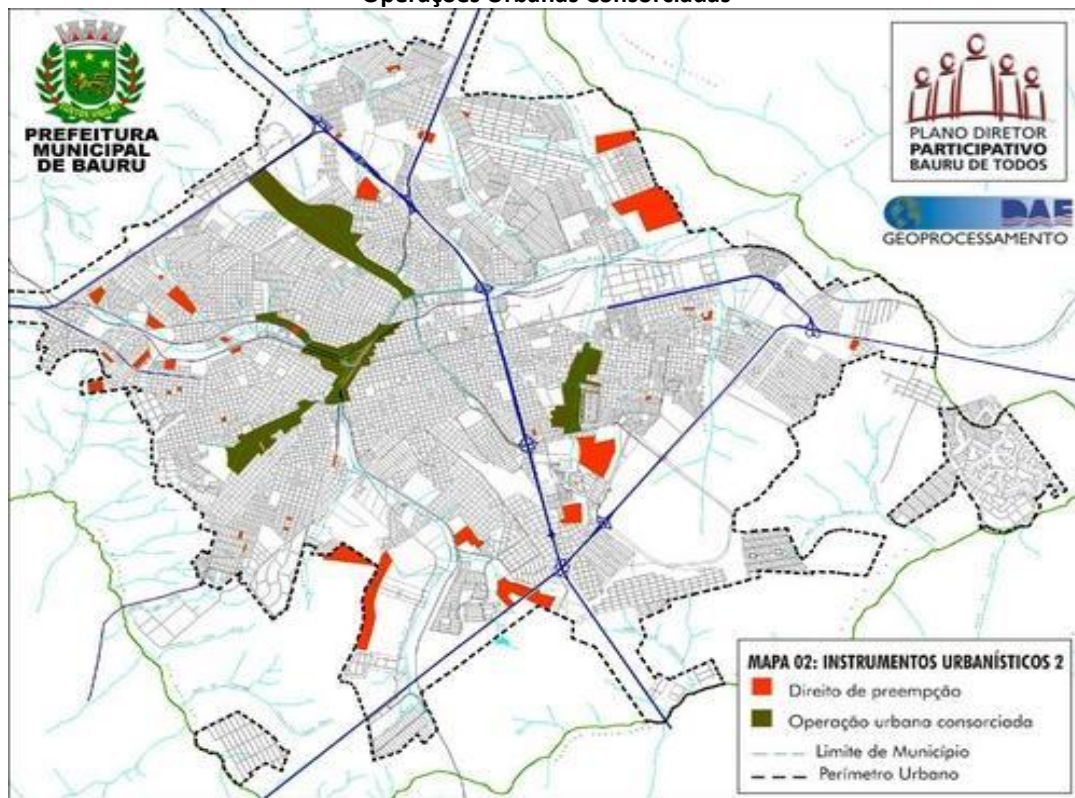 Operações Urbanas Consorciadas
PREFEITURA
MUNICIPAL
DE BAURU
PLANO DIRETOR
PARTICIPATIVO
BAURU DE TODOS
DAE
GEOPROCESSAMENTO
MAPA 02: INSTRUMENTOS URBANÍSTICOS 2
Direito de preempção
Operação urbana consorciada
Limite de Município
Perímetro Urbano